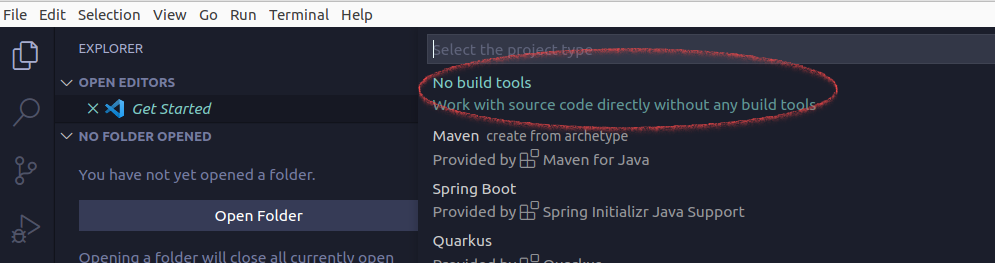 File Edit Selection View Go Run Terminal Help
EXPLORER
OPEN EDITORS
Get Started
NO FOLDER OPENED
You have not yet opened a folder.
Open Folder
Opening a folder will close all currently open
Select the project type
No build tools
Work with source code directly without any build tools
Maven create from archetype
Provided by Maven for Java
Spring Boot
Provided by Spring Initializr Java Support
Quarkus
Provided by Quarkus